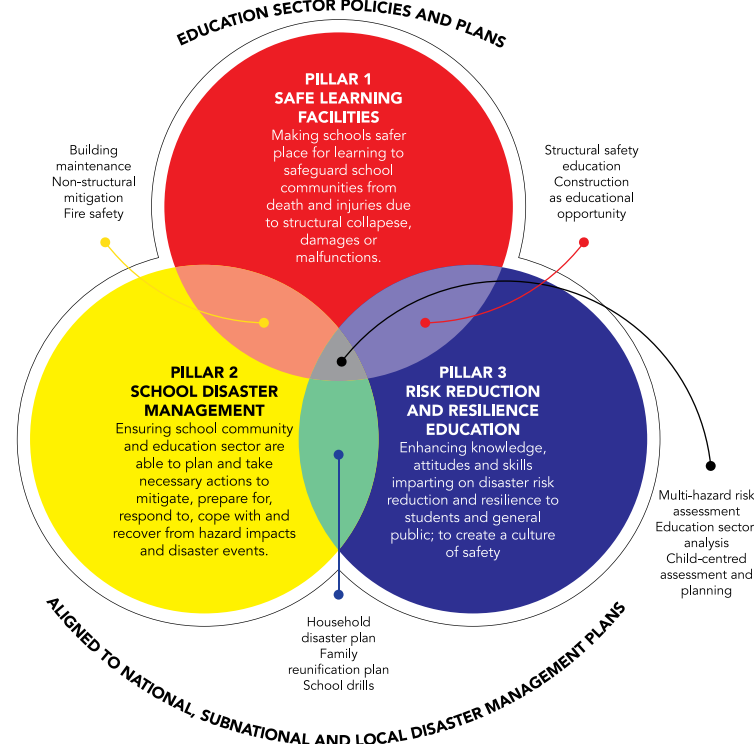 EDUCATION SECTOR POLICIES AND PLANS
PILLAR 1
SAFE LEARNING
FACILITIES
Making schools safer
place for learning to
safeguard school
communities from
death and injuries due
to structural collapese,
damages or
malfunctions.
Building
maintenance
Non-structural
mitigation
Fire safety
Structural safety
education
Construction
as educational
opportunity
PILLAR 2
SCHOOL DISASTER
MANAGEMENT
Ensuring school community
and education sector are
able to plan and take
necessary actions to
mitigate, prepare for,
respond to, cope with and
recover from hazard impacts
and disaster events.
PILLAR 3
RISK REDUCTION
AND RESILIENCE
EDUCATION
Enhancing knowledge,
attitudes and skills
imparting on disaster risk
reduction and resilience to
students and general
public; to create a culture
of safety
Multi-hazard risk
assessment
Education sector
analysis
Child-centred
assessment and
planning
Household
disaster plan
Family
reunification plan
School drills
ALIGNED TO NATIONAL, SUBNATIONAL AND LOCAL DISASTER MANAGEMENT PLANS